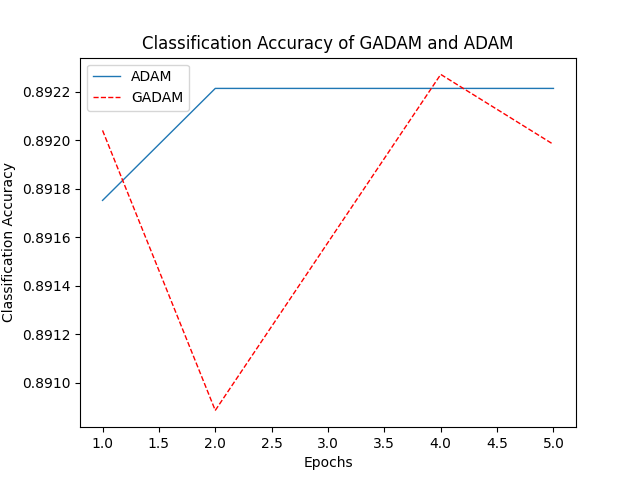 Classification Accuracy of GADAM and ADAM
ADAM
GADAM
Classification Accuracy
0.8922
0.8920
0.8918
0.8916
0.8914
0.8912
0.8910
1.0 1.5 2.0 2.5 3.0 3.5 4.0 4.5 5.0
Epochs